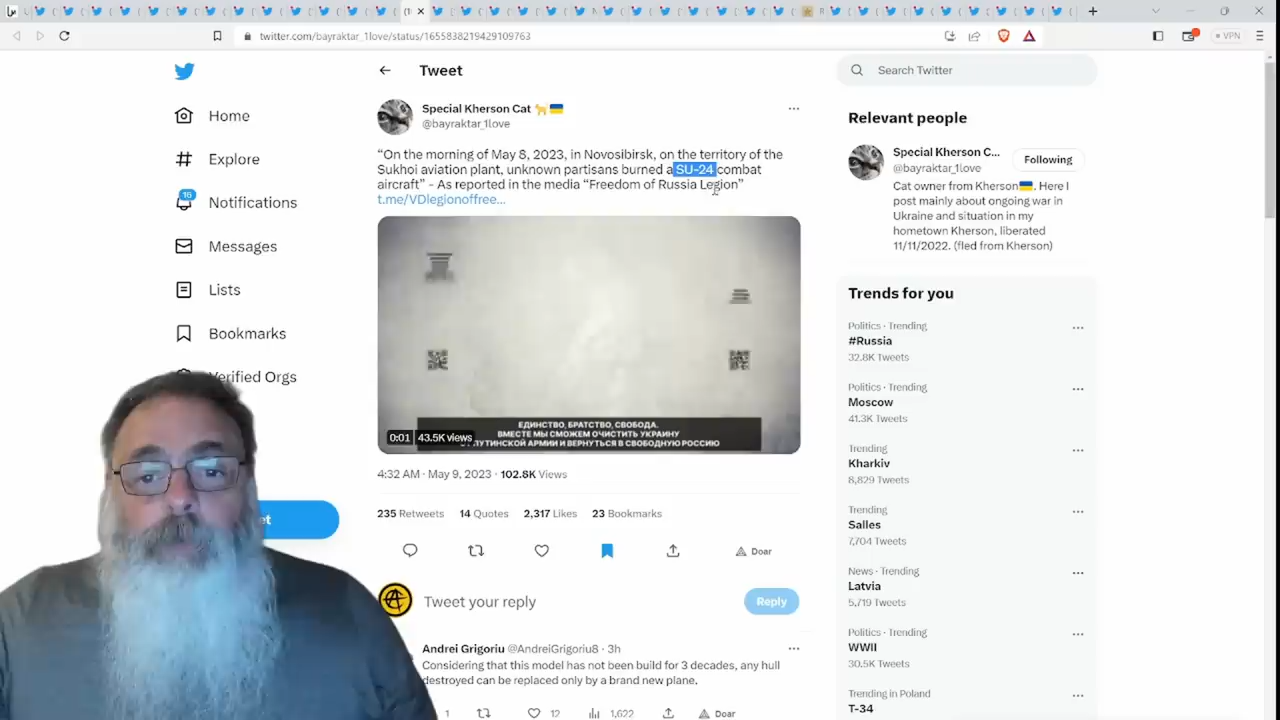 twitter.com/bayraktar_1love/status/1655838219429109763
VPN
Tweet
Search Twitter
Home
Explore
16
Notifications
Messages
Lists
Bookmarks
Verified Orgs
et
Special Kherson Cat
@bayraktar_1love
“On the morning of May 8, 2023, in Novosibirsk, on the territory of the
Sukhoi aviation plant, unknown partisans burned a SU-24 combat
aircraft” - As reported in the media “Freedom of Russia Legion”
t.me/VDlegionoffree...
ЕДИНСТВО, БРАТСТВО, СВОБОДА.
ВМЕСТЕ МЫ СМОЖЕМ ОЧИСТИТЬ УКРАИНУ
ПУТИНСКОЙ АРМИИ И ВЕРНУТЬСЯ В СВОБОДНУЮ РОССИЮ
0:01 43.5K views
4:32 AM · May 9, 2023 · 102.8K Views
235 Retweets 14 Quotes 2,317 Likes 23 Bookmarks
Doar
Tweet your reply
Reply
Andrei Grigoriu @AndreiGrigoriu8 · 3h
Considering that this model has not been build for 3 decades, any hull
destroyed can be replaced only by a brand new plane.
1 12 1,622 Doar
Relevant people
Special Kherson C...
@bayraktar_1love
Following
Cat owner from Kherson. Here I
post mainly about ongoing war in
Ukraine and situation in my
hometown Kherson, liberated
11/11/2022. (fled from Kherson)
Trends for you
Politics · Trending
#Russia
32.8K Tweets
Politics · Trending
Moscow
41.3K Tweets
Trending
Kharkiv
8,829 Tweets
Trending
Salles
7,704 Tweets
News · Trending
Latvia
5,719 Tweets
Politics · Trending
WWII
30.5K Tweets
Trending in Poland
T-34